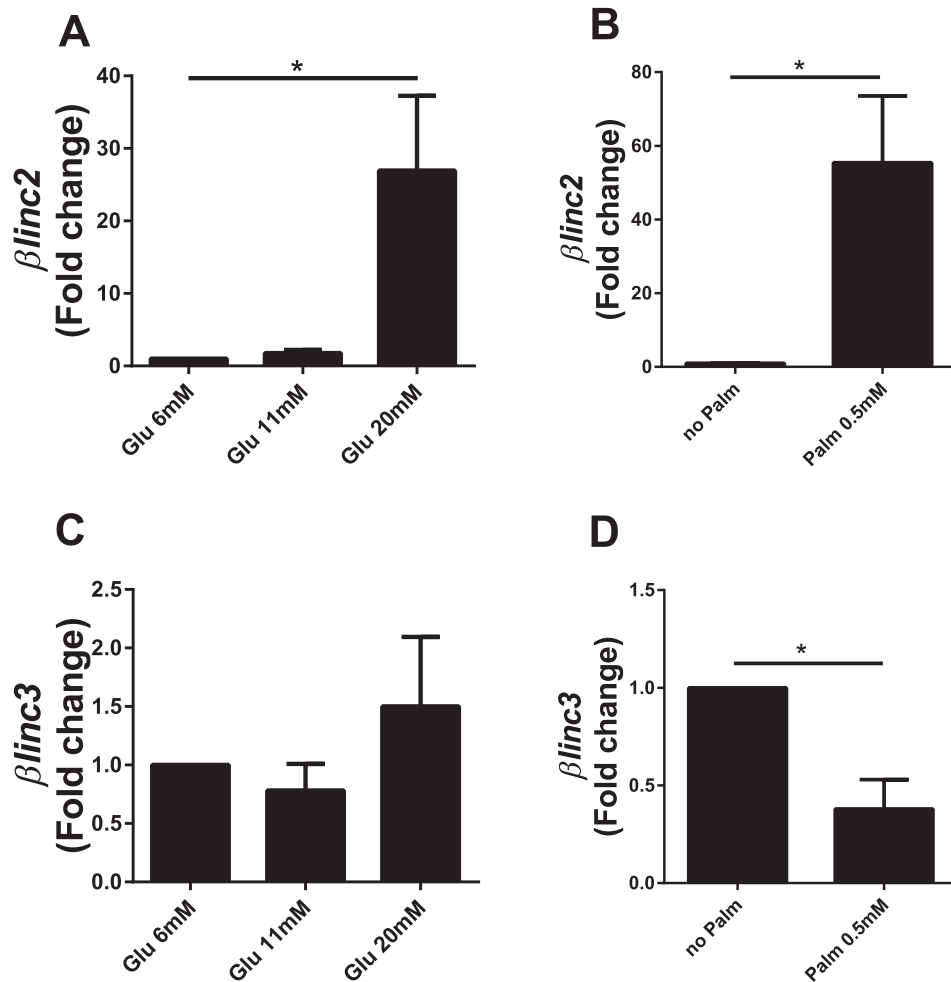 A
βlinc2
(Fold change)
40
30
20
10
0
*
Glu 6mM
Glu 11mM
Glu 20mM
B
βlinc2
(Fold change)
80
60
40
20
0
*
no Palm
Palm 0.5mM
C
βlinc3
(Fold change)
2.5
2.0
1.5
1.0
0.5
0.0
Glu 6mM
Glu 11mM
Glu 20mM
D
βlinc3
(Fold change)
1.5
1.0
0.5
0.0
*
no Palm
Palm 0.5mM